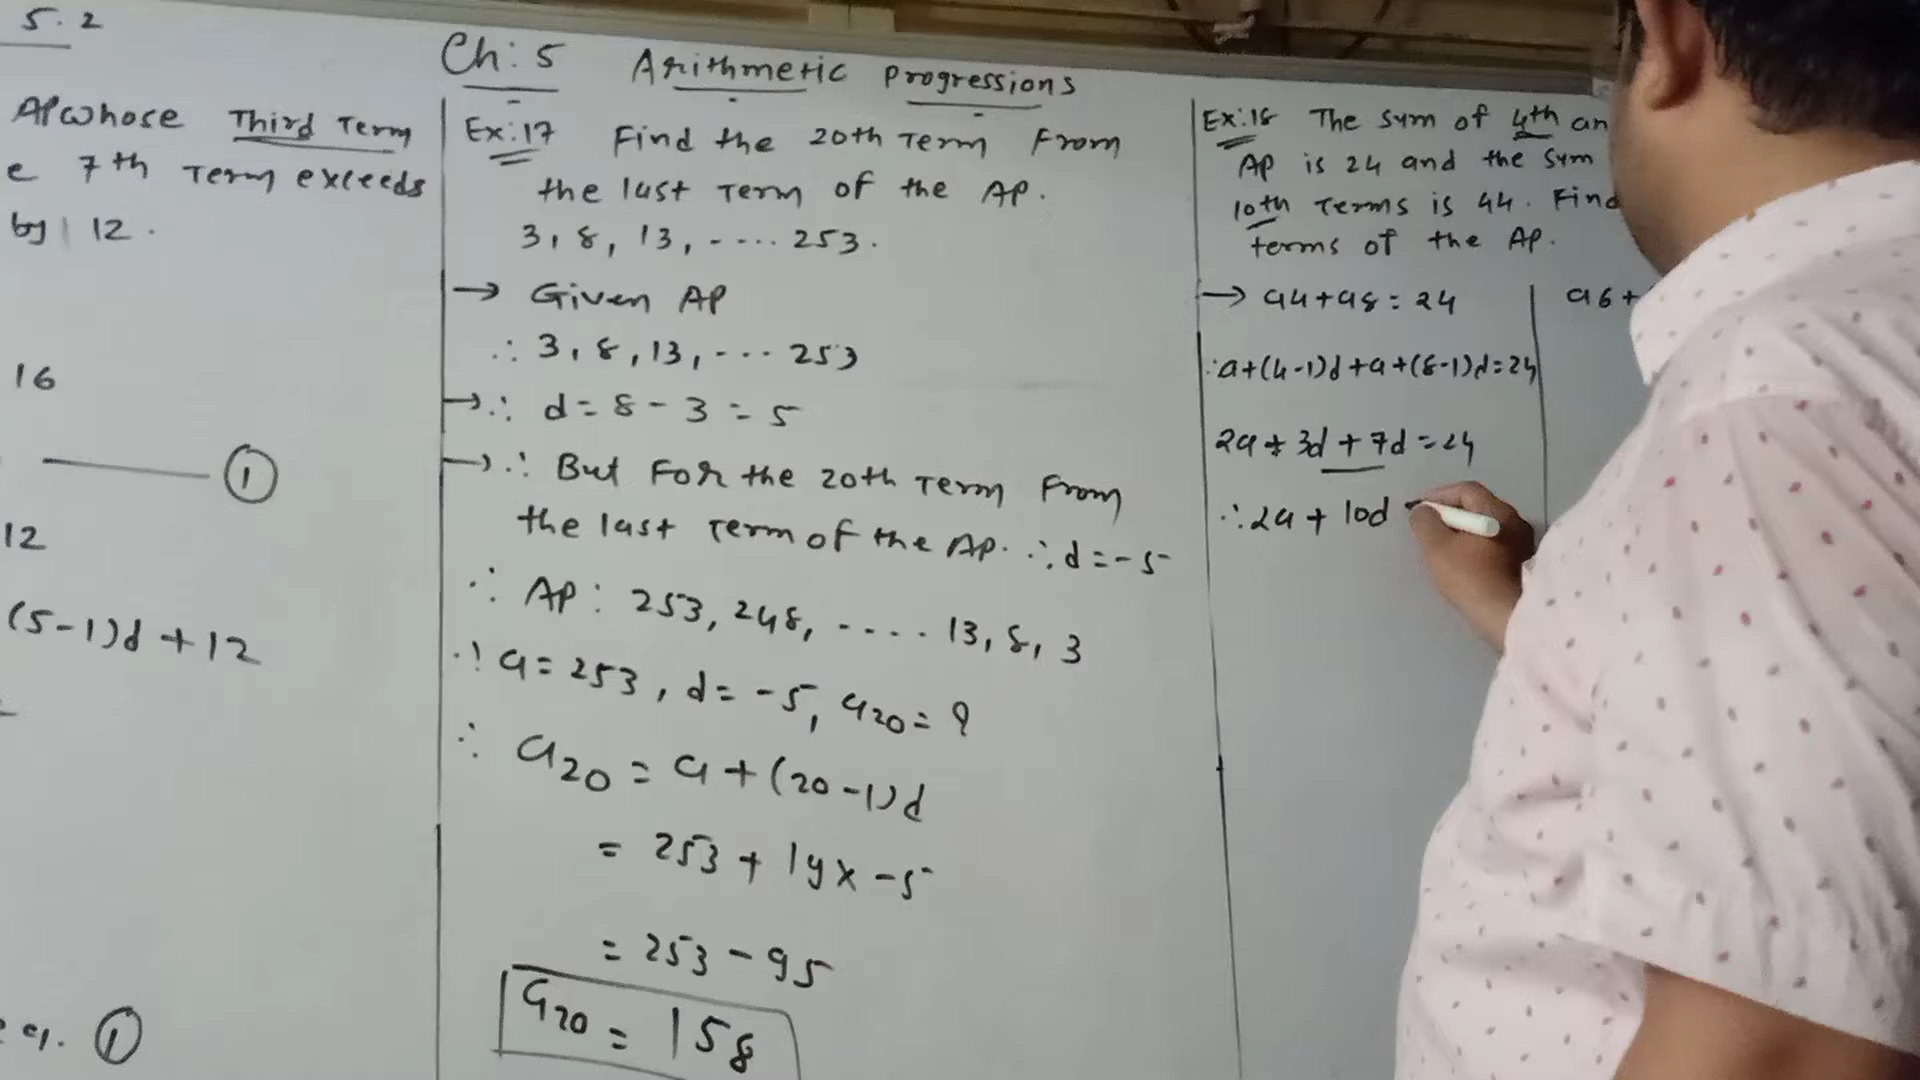 5.2
AP whose Third Term
e 7th Term exceeds
by 12.
16
①
12
(5-1)d + 12
eq. ①
Ch: 5 Arithmetic Progressions
Ex:17 Find the 20th Term From
the last Term of the AP.
3, 8, 13, ---- 253.
→ Given AP
∴ 3, 8, 13, --- 253
→∴ d = 8 - 3 = 5
→∴ But For the 20th Term From
the last Term of the AP. ∴ d = -5
∴ AP: 253, 248, ---- 13, 8, 3
∴ a = 253, d = -5, a20 = ?
∴ a20 = a + (20-1)d
= 253 + 19 x -5
= 253 - 95
a20 = 158
Ex:18 The sum of 4th an
AP is 24 and the sum
10th Terms is 44. Find
terms of the AP.
→ a4 + a8 = 24
∴ a + (4-1)d + a + (8-1)d = 24
2a + 3d + 7d = 24
∴ 2a + 10d
a6 +